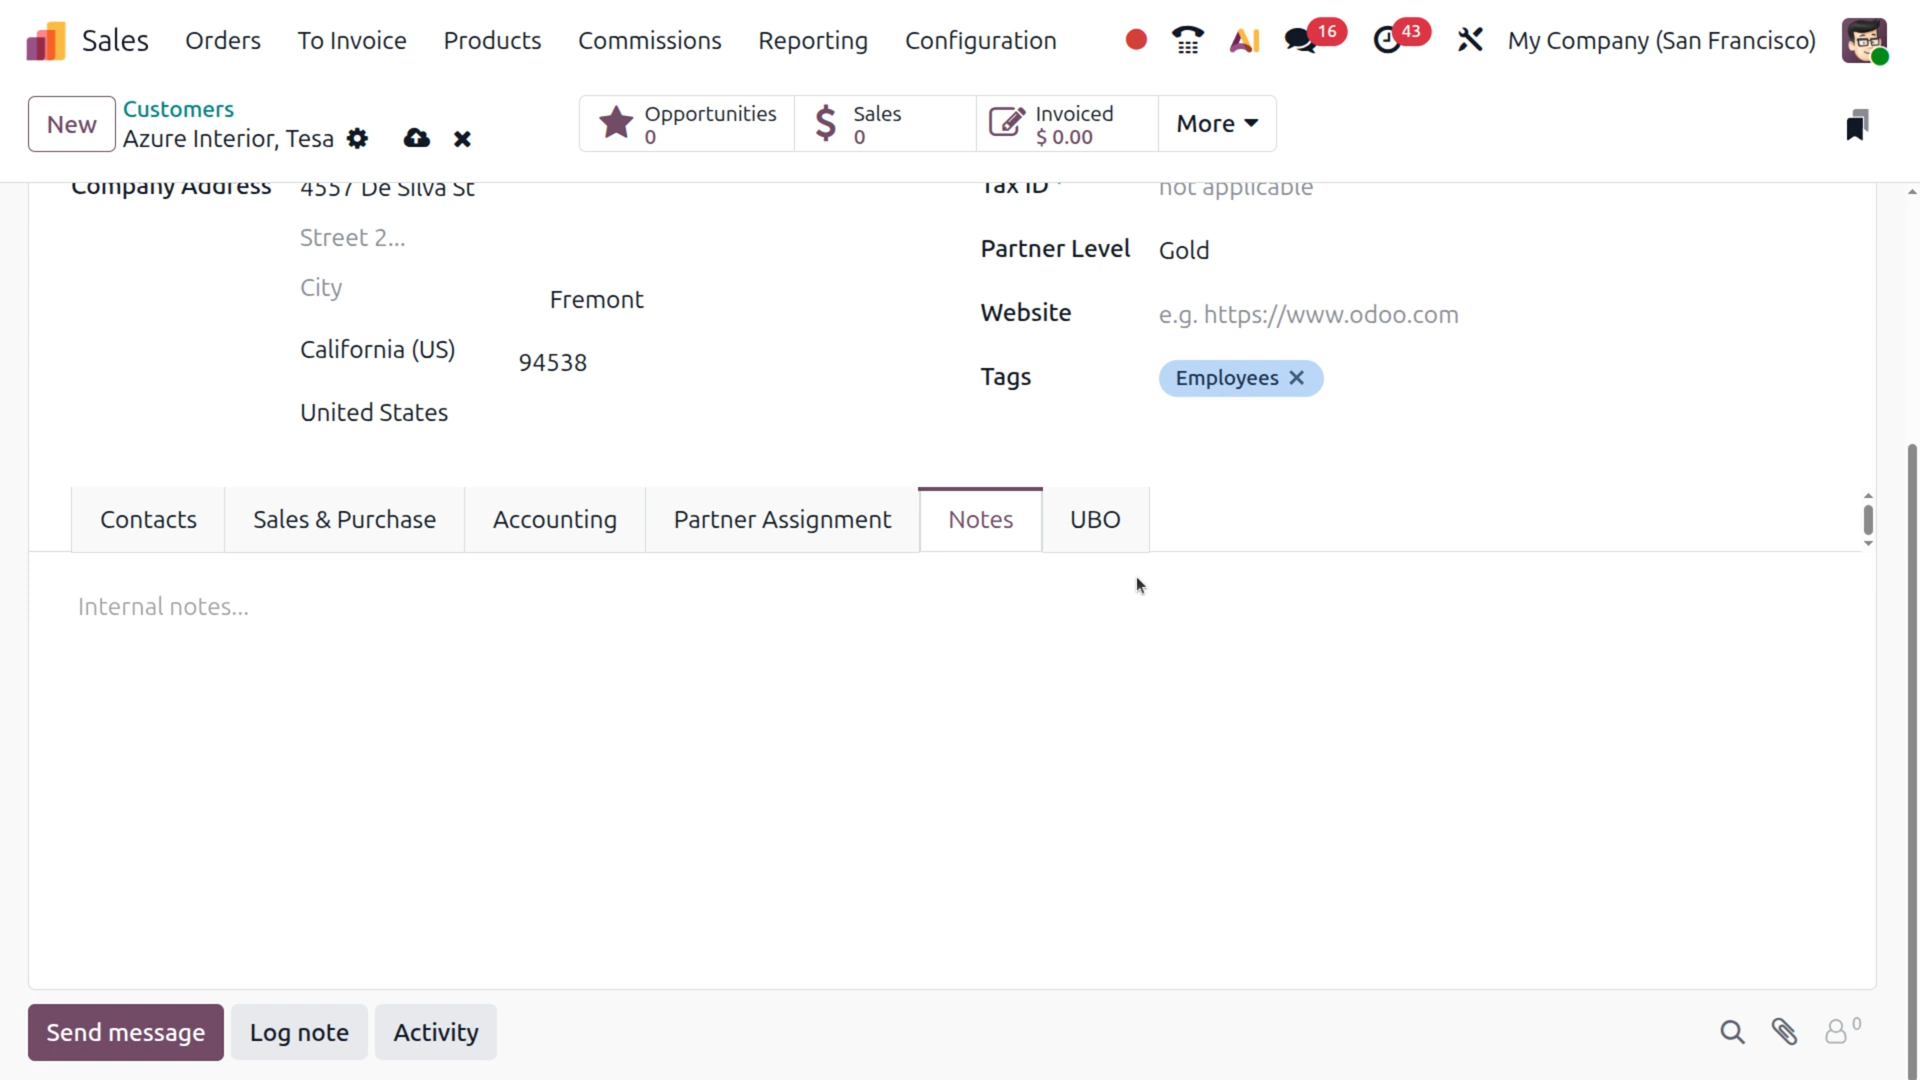 Sales Orders To Invoice Products Commissions Reporting Configuration AI 16 43 My Company (San Francisco)
New Customers Opportunities Sales Invoiced More
Azure Interior, Tesa 0 0 $ 0.00
Company Address 4557 De Silva St Tax ID ? not applicable
Street 2... Partner Level Gold
City Fremont Website e.g. https://www.odoo.com
California (US) 94538 Tags Employees
United States
Contacts Sales & Purchase Accounting Partner Assignment Notes UBO
Internal notes...
Send message Log note Activity 0